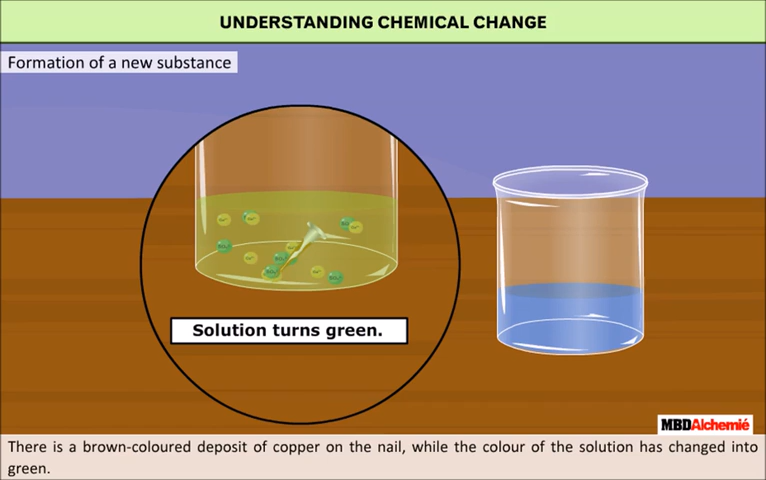 UNDERSTANDING CHEMICAL CHANGE
Formation of a new substance
Solution turns green.
MBDAlchemié
There is a brown-coloured deposit of copper on the nail, while the colour of the solution has changed into
green.